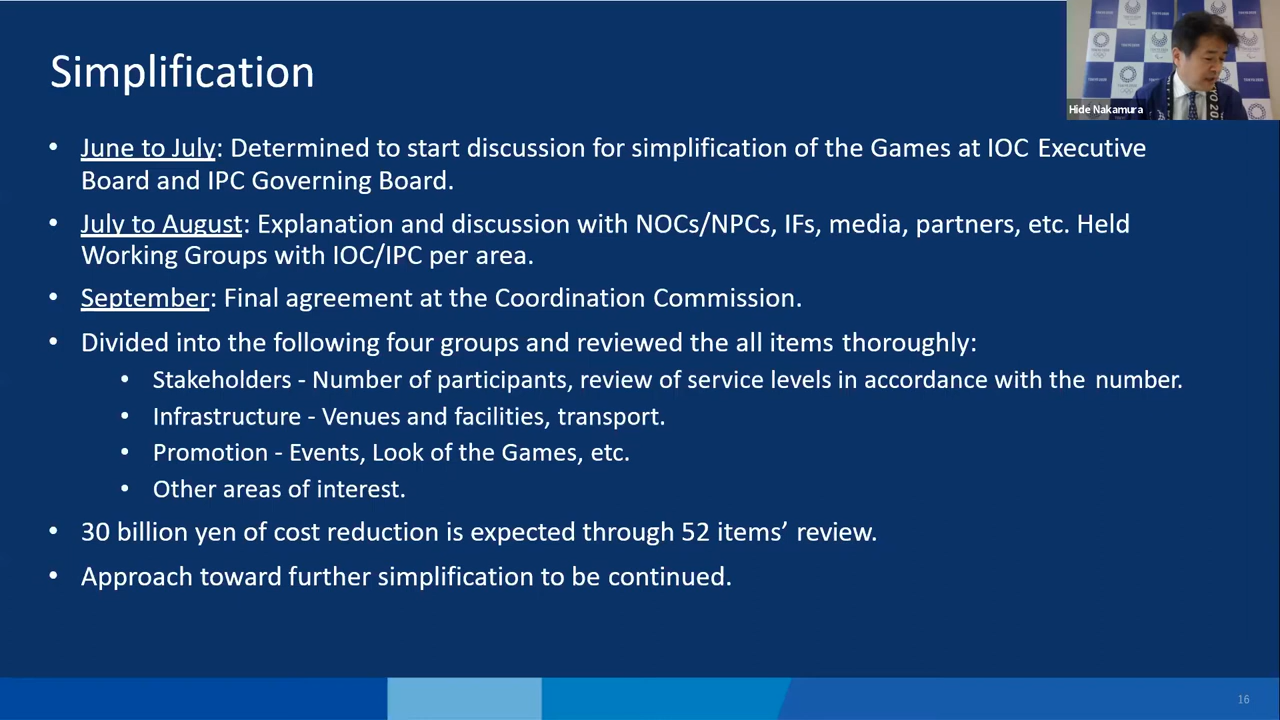 Simplification
Hide Nakamura
• June to July: Determined to start discussion for simplification of the Games at IOC Executive
Board and IPC Governing Board.
• July to August: Explanation and discussion with NOCs/NPCs, IFs, media, partners, etc. Held
Working Groups with IOC/IPC per area.
• September: Final agreement at the Coordination Commission.
• Divided into the following four groups and reviewed the all items thoroughly:
• Stakeholders - Number of participants, review of service levels in accordance with the number.
• Infrastructure - Venues and facilities, transport.
• Promotion - Events, Look of the Games, etc.
• Other areas of interest.
• 30 billion yen of cost reduction is expected through 52 items’ review.
• Approach toward further simplification to be continued.
16